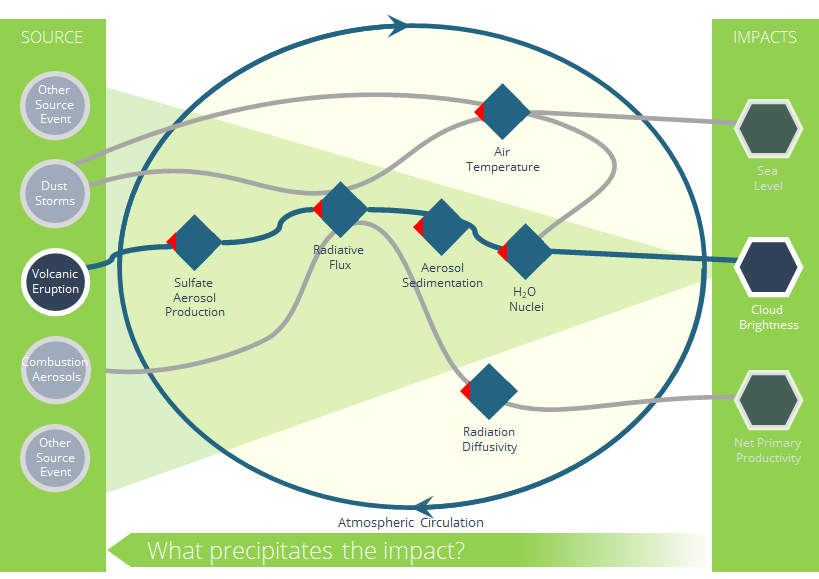 SOURCE
IMPACTS
Other
Source
Event
Dust
Storms
Volcanic
Eruption
Combustion
Aerosols
Other
Source
Event
Sulfate
Aerosol
Production
Radiative
Flux
Aerosol
Sedimentation
H₂O
Nuclei
Air
Temperature
Radiation
Diffusivity
Sea
Level
Cloud
Brightness
Net Primary
Productivity
Atmospheric Circulation
What precipitates the impact?